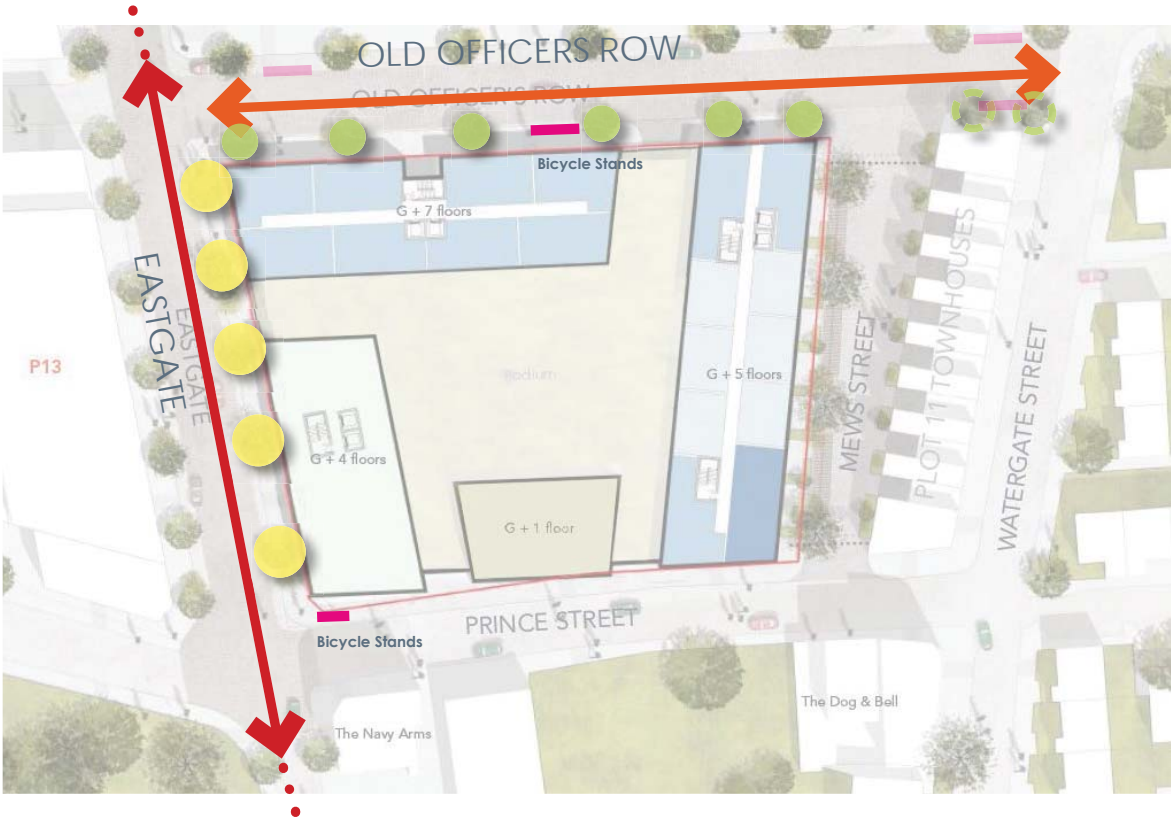 OLD OFFICERS ROW
OLD OFFICER'S ROW
Bicycle Stands
G + 7 floors
EASTGATE
EASTGATE
P13
Podium
G + 5 floors
MEWS STREET
PLOT 11 TOWNHOUSES
WATERGATE STREET
G + 4 floors
G + 1 floor
PRINCE STREET
Bicycle Stands
The Navy Arms
The Dog & Bell